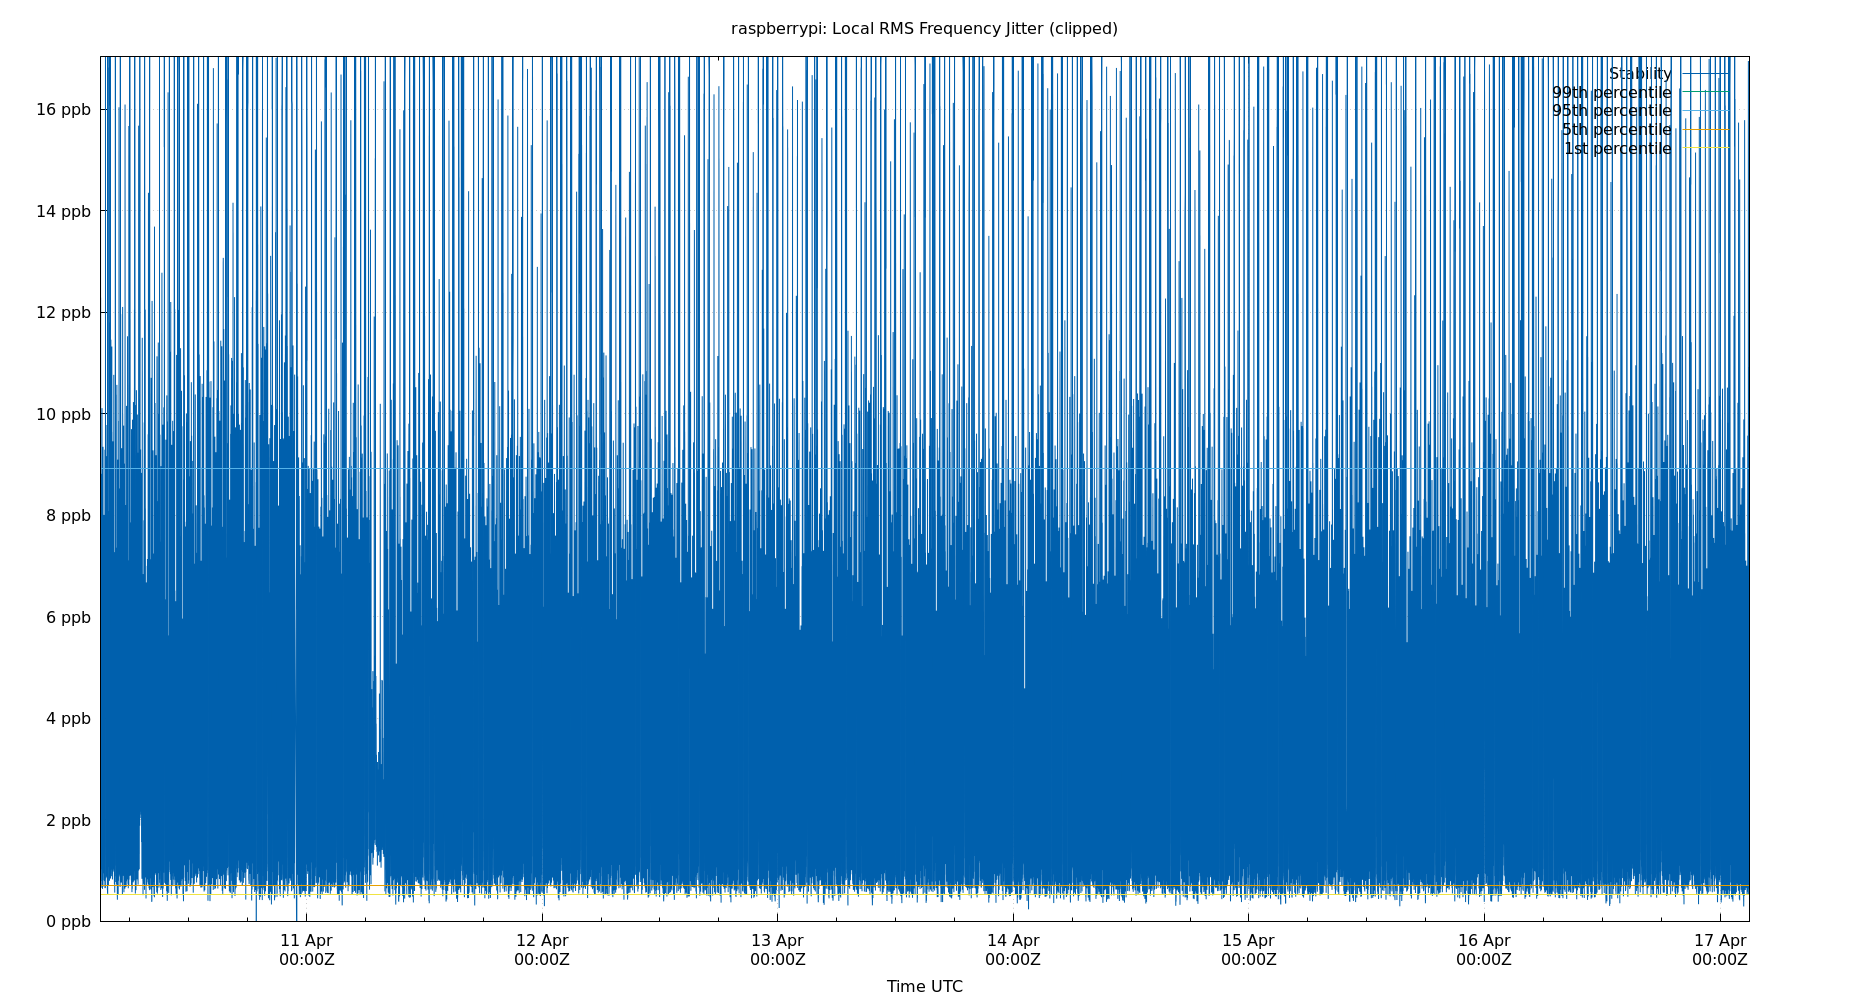 raspberrypi: Local RMS Frequency Jitter (clipped)
Stability
99th percentile
95th percentile
5th percentile
1st percentile
16 ppb
14 ppb
12 ppb
10 ppb
8 ppb
6 ppb
4 ppb
2 ppb
0 ppb
11 Apr 12 Apr 13 Apr 14 Apr 15 Apr 16 Apr 17 Apr
00:00Z 00:00Z 00:00Z 00:00Z 00:00Z 00:00Z 00:00Z
Time UTC